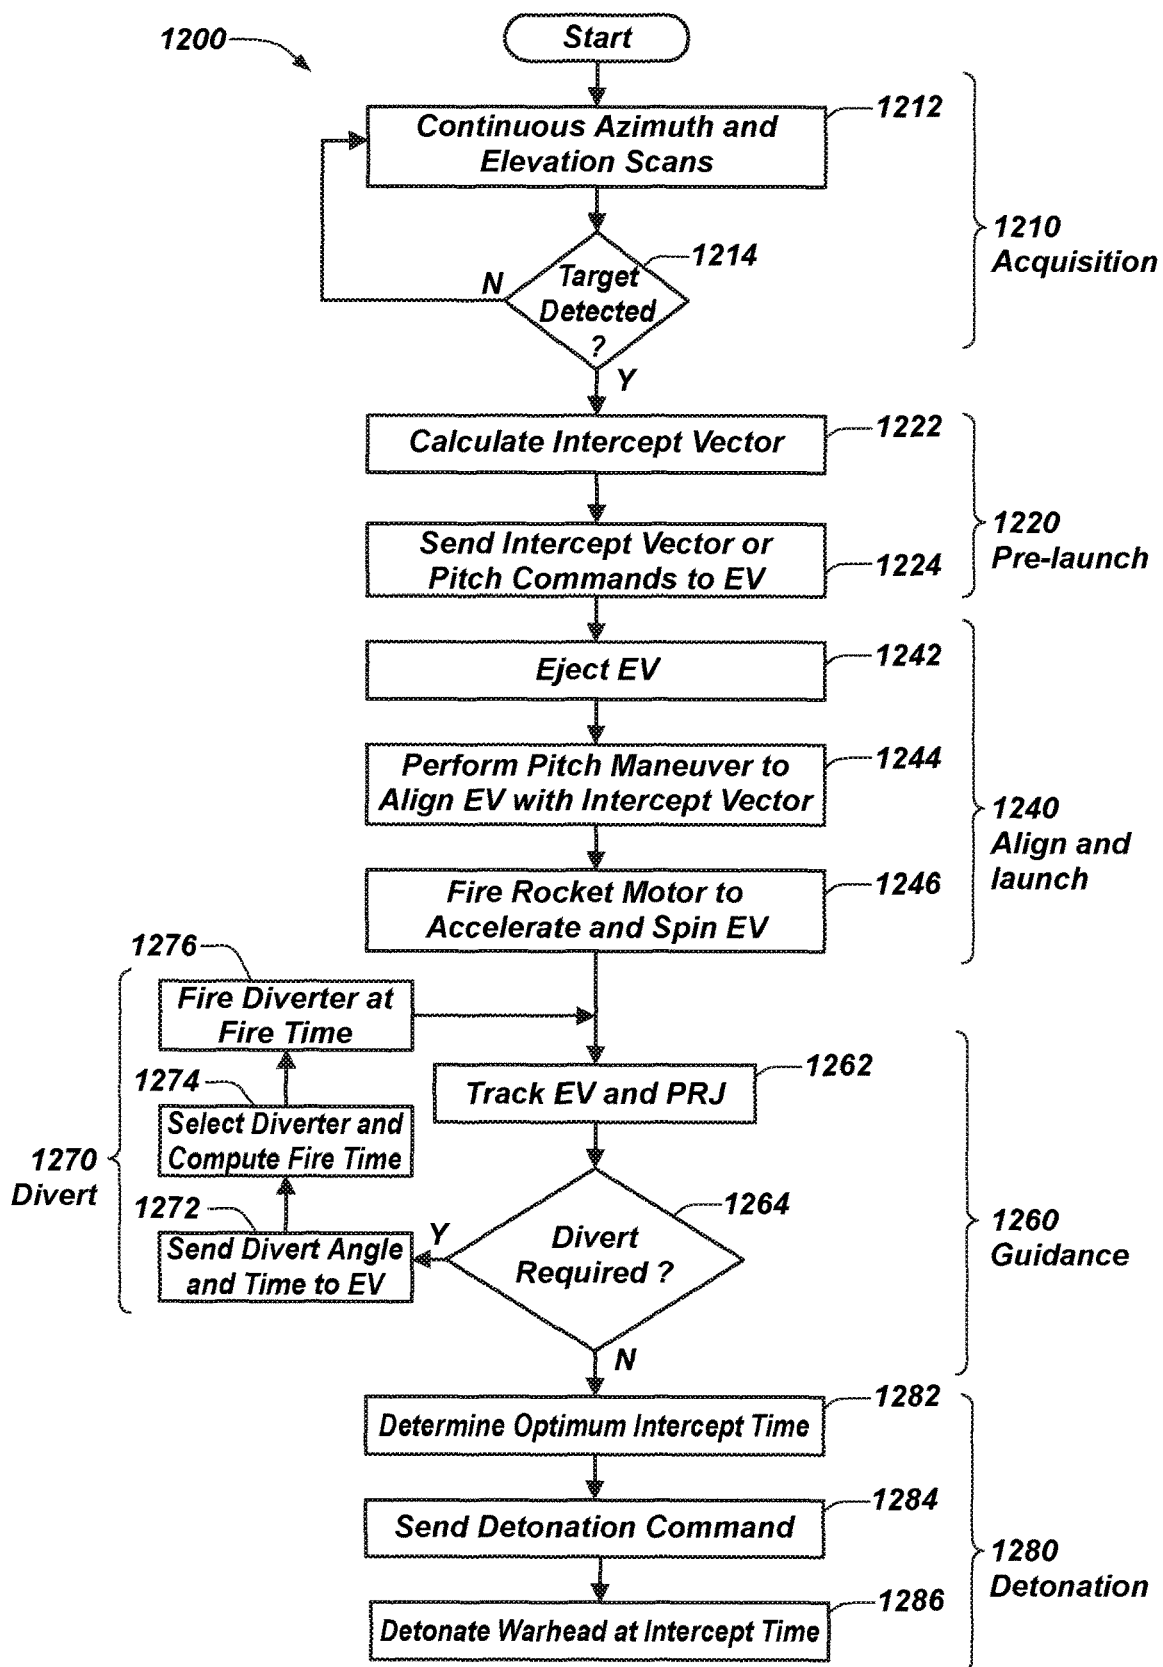 1200
Start
Continuous Azimuth and
Elevation Scans
1212
1210
Acquisition
Target
Detected
?
1214
N
Y
Calculate Intercept Vector
1222
Send Intercept Vector or
Pitch Commands to EV
1224
1220
Pre-launch
Eject EV
1242
Perform Pitch Maneuver to
Align EV with Intercept Vector
1244
Fire Rocket Motor to
Accelerate and Spin EV
1246
1240
Align and
launch
1276
Fire Diverter at
Fire Time
1274
Select Diverter and
Compute Fire Time
1272
Send Divert Angle
and Time to EV
1270
Divert
Track EV and PRJ
1262
Divert
Required ?
1264
Y
N
1260
Guidance
Determine Optimum Intercept Time
1282
Send Detonation Command
1284
Detonate Warhead at Intercept Time
1286
1280
Detonation